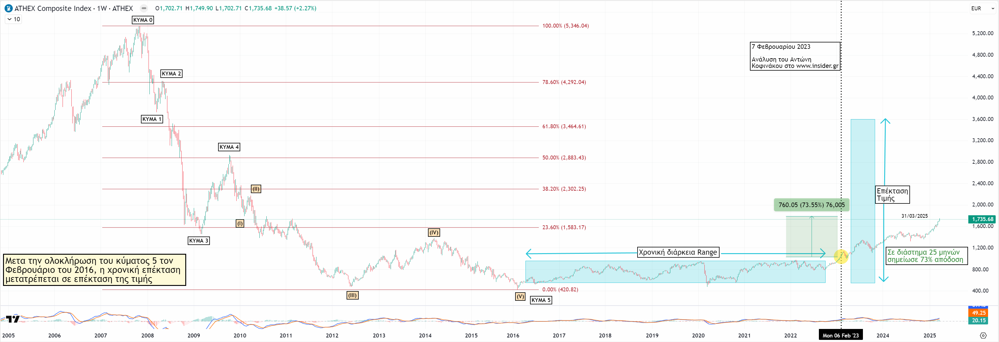 ATHEX Composite Index · 1W · ATHEX O1,702.71 H1,749.90 L1,702.71 C1,735.68 +38.57 (+2.27%)
EUR
10
ΚΥΜΑ 0
100.00% (5,346.04)
5,200.00
7 Φεβρουαρίου 2023
Ανάλυση του Αντώνη
Κοφινάκου στο www.insider.gr
4,800.00
ΚΥΜΑ 2
4,400.00
78.60% (4,292.04)
4,000.00
ΚΥΜΑ 1
3,600.00
61.80% (3,464.61)
3,200.00
ΚΥΜΑ 4
50.00% (2,883.43)
2,800.00
2,400.00
(II)
38.20% (2,302.25)
Επέκταση
Τιμής
760.05 (73.55%) 76,005
2,000.00
31/03/2025
1,735.68
(I)
1,600.00
23.60% (1,583.17)
(IV)
ΚΥΜΑ 3
1,200.00
Χρονική διάρκεια Range
Σε διάστημα 25 μηνών
σημείωσε 73% απόδοση
Μετα την ολοκλήρωση του κύματος 5 τον
Φεβρουάριο του 2016, η χρονική επέκταση
μετατρέπεται σε επέκταση της τιμής
800.00
0.00% (420.82)
400.00
(III)
(V)
ΚΥΜΑ 5
49.25
20.15
2005 2006 2007 2008 2009 2010 2011 2012 2013 2014 2015 2016 2017 2018 2019 2020 2021 2022 Mon 06 Feb '23 2024 2025